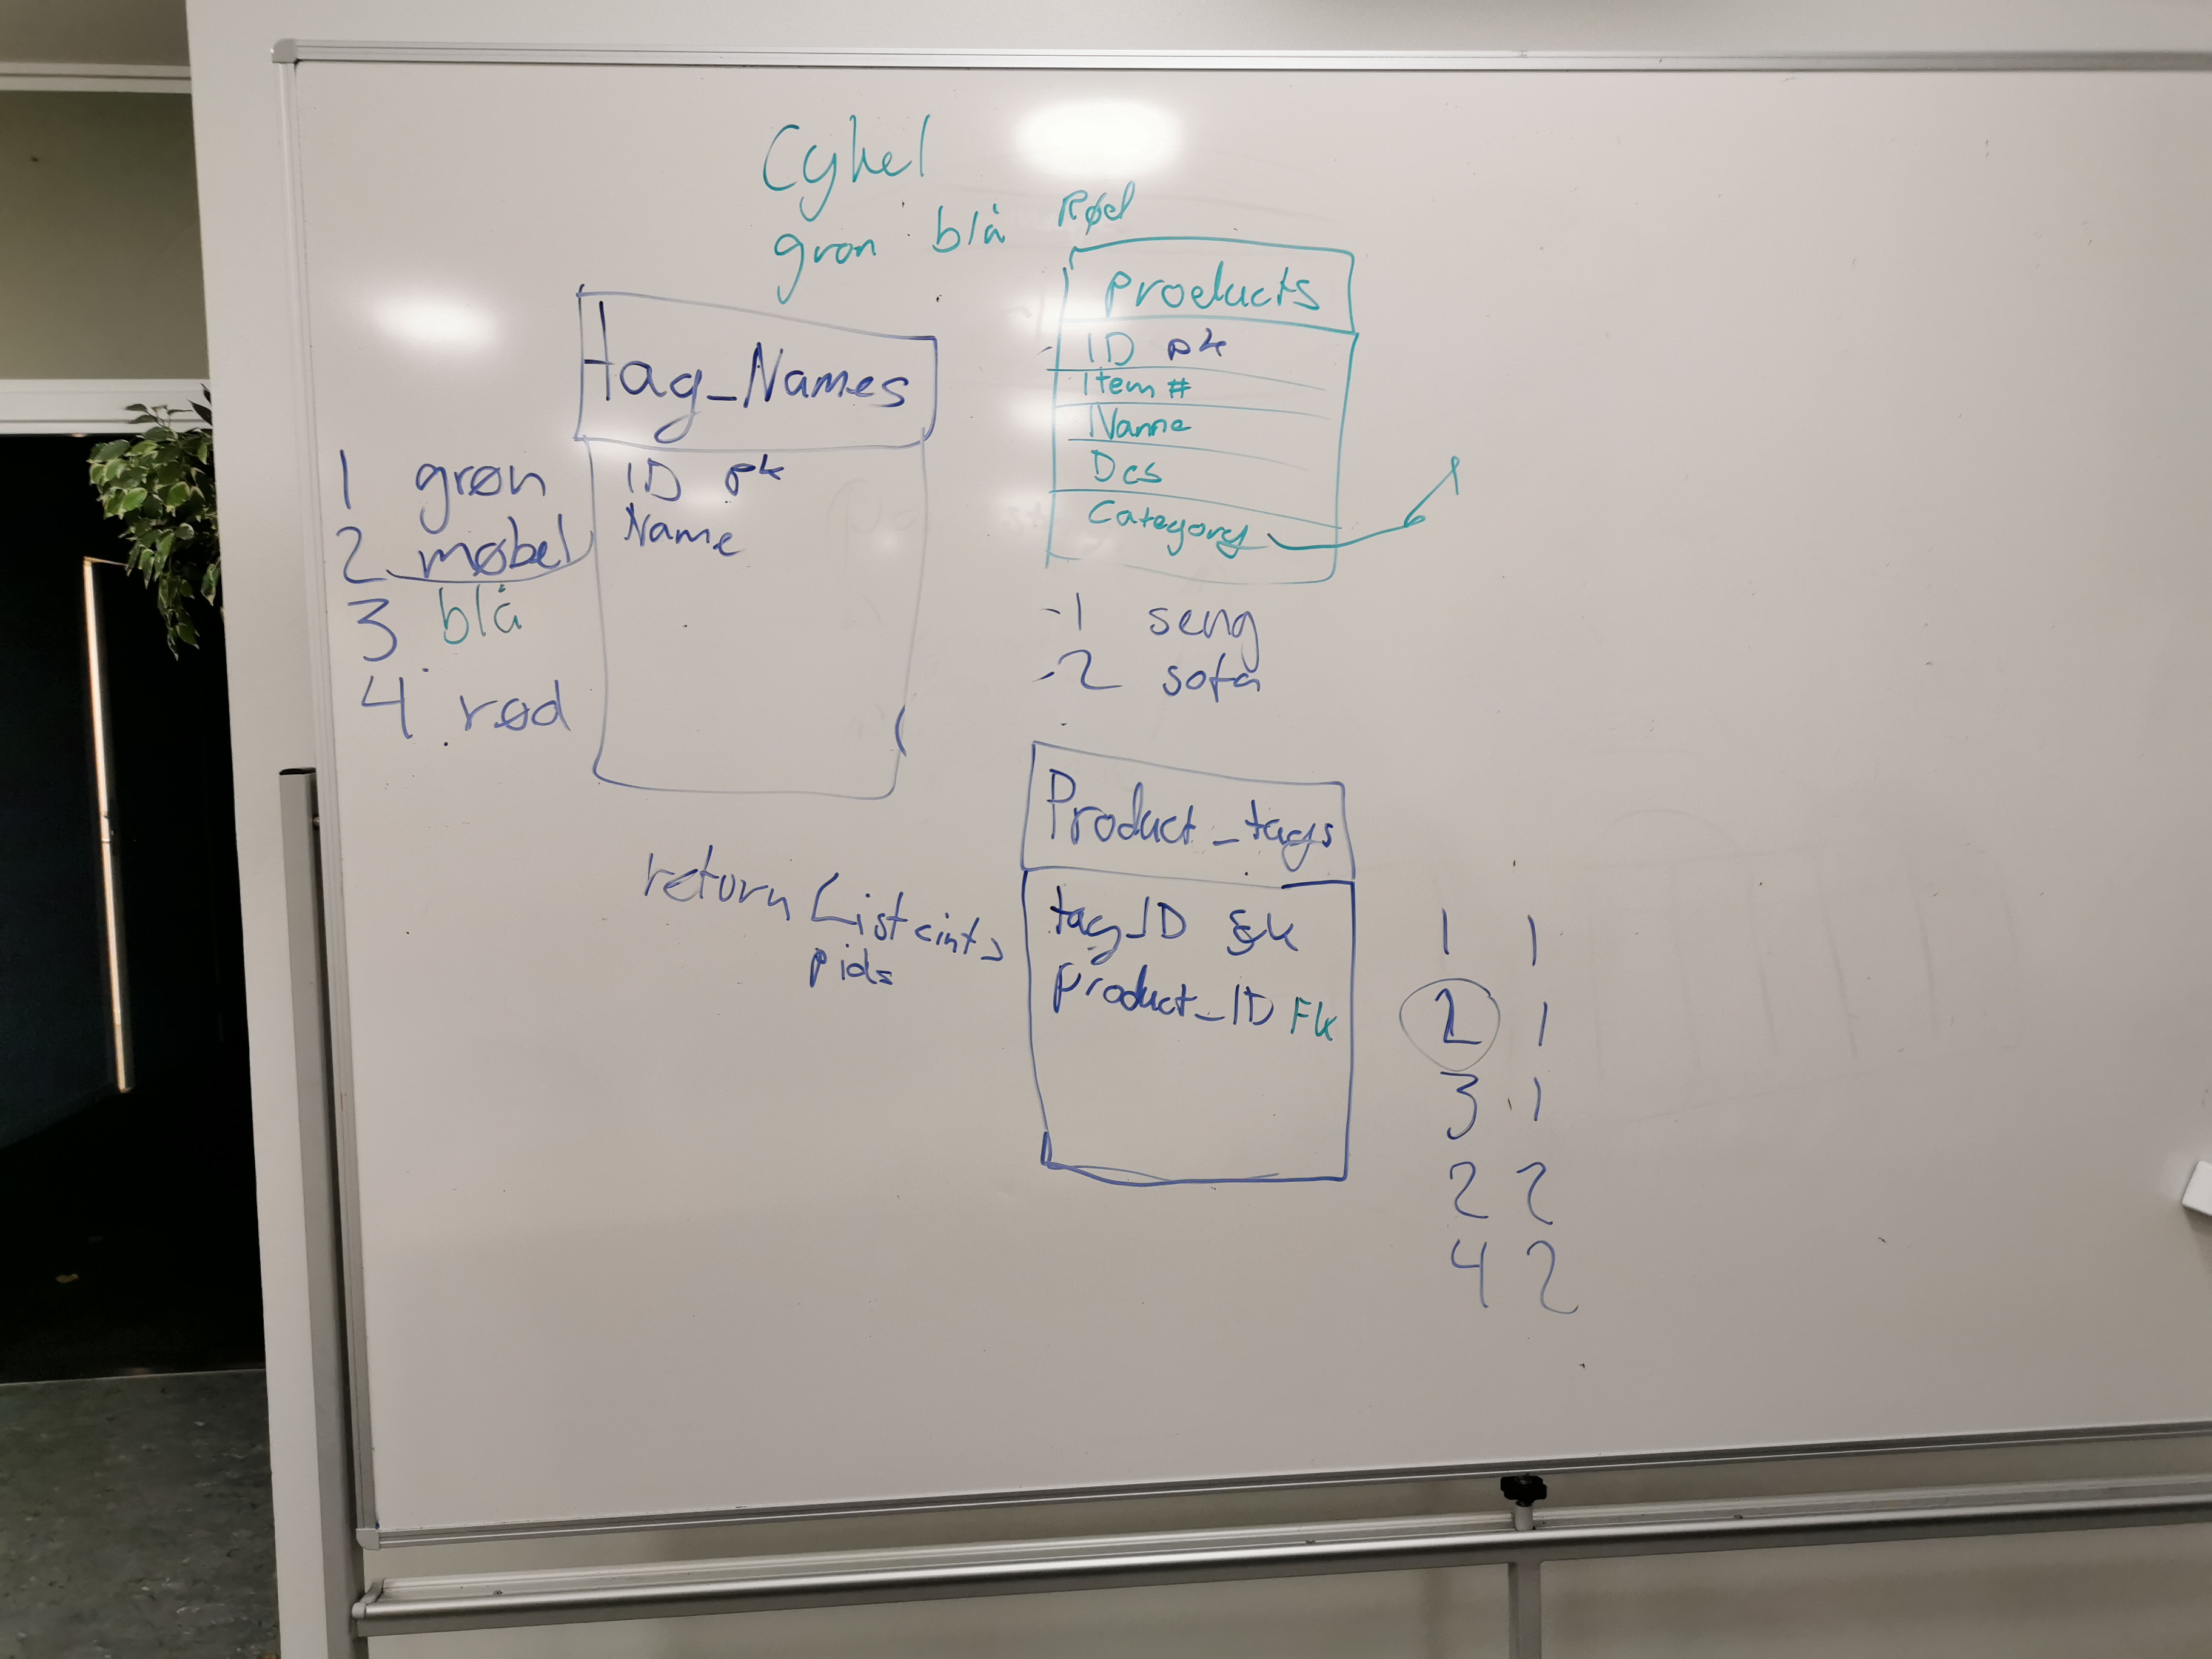 Cykel
grøn blå Rød
products
ID pk
Item #
Name
Des
Category
-1 seng
-2 sofa
tag_Names
ID pk
Name
1 grøn
2 møbel
3 blå
4 rød
Product_tags
tag_ID fk
product_ID Fk
return List<int>
pids
1 1
2 1
3 1
2 2
4 2